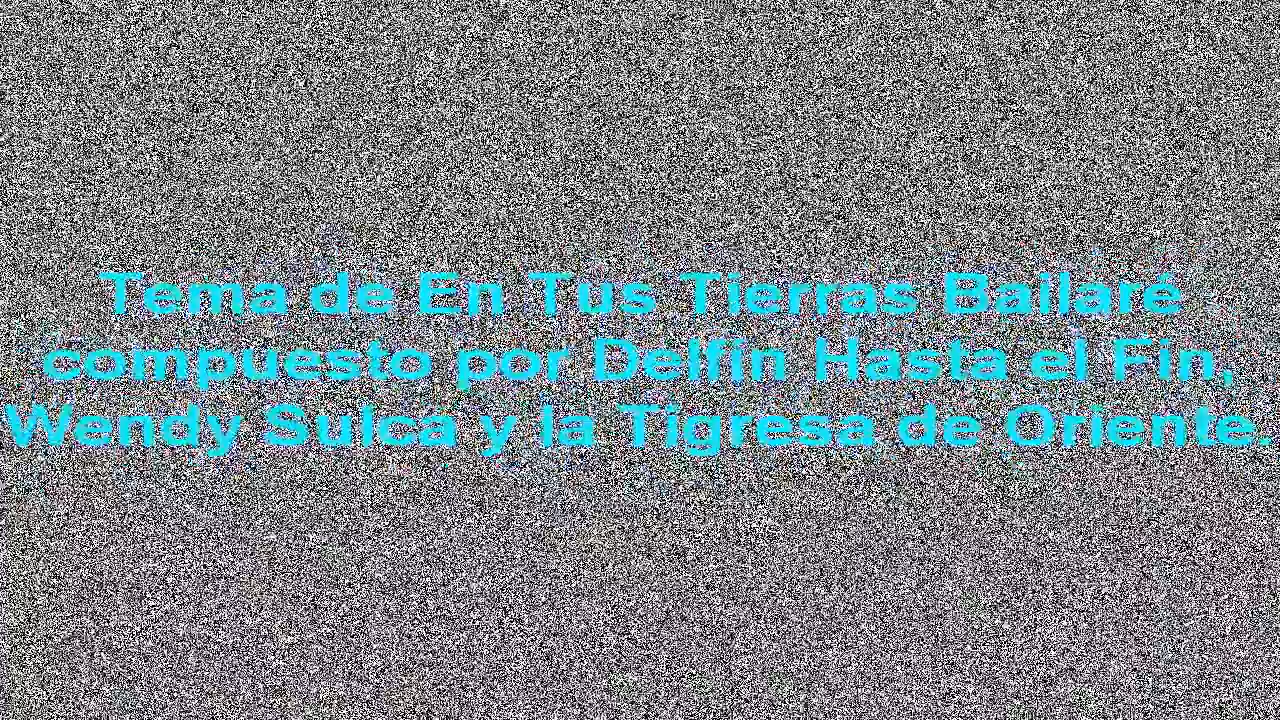 Tema de En Tus Tierras Bailaré
compuesto por Delfín Hasta el Fin,
Wendy Sulca y la Tigresa de Oriente.